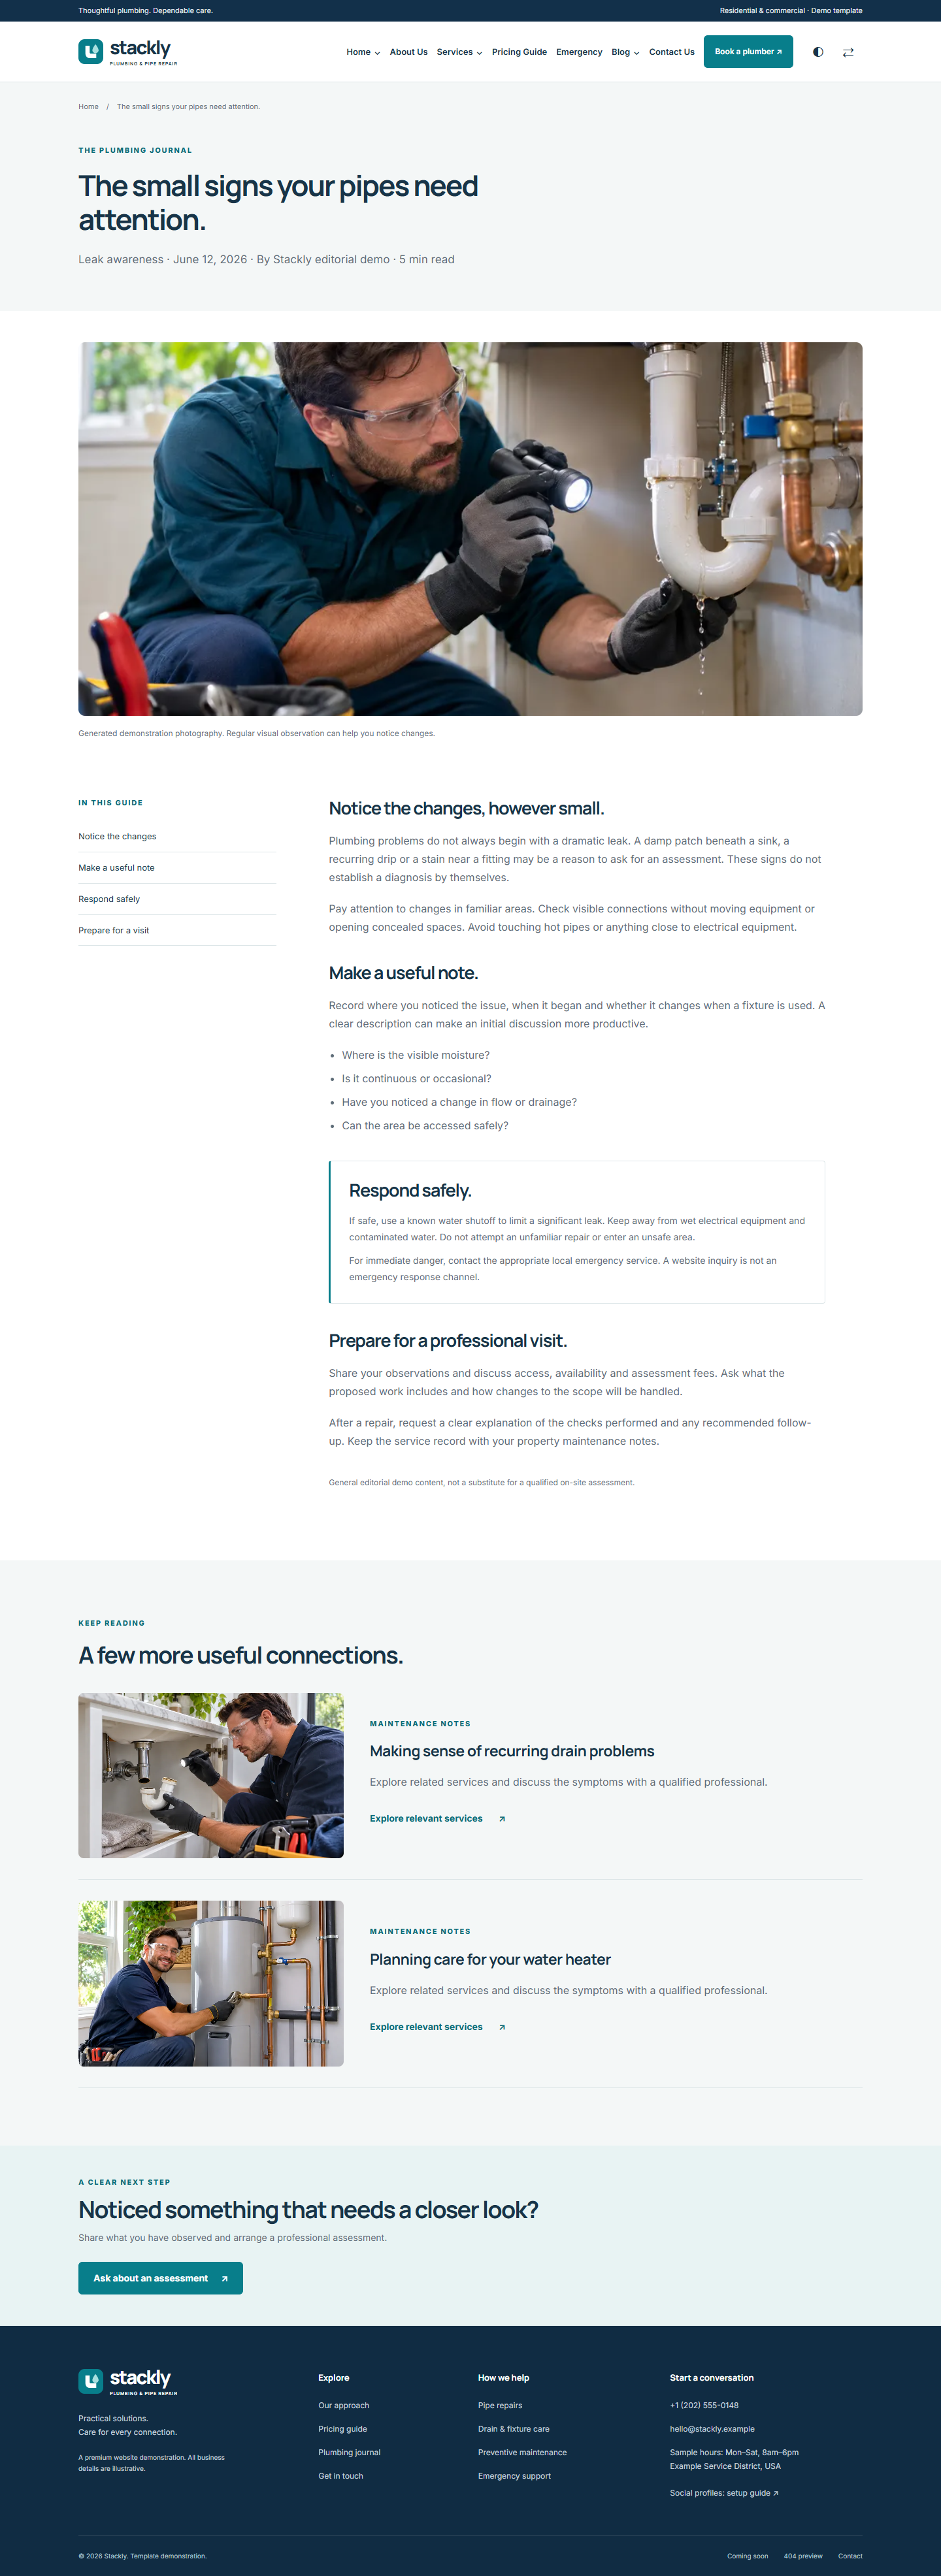 Thoughtful plumbing. Dependable care.
Residential & commercial · Demo template
stackly
PLUMBING & PIPE REPAIR
Home
About Us
Services
Pricing Guide
Emergency
Blog
Contact Us
Book a plumber ↗
Home / The small signs your pipes need attention.
THE PLUMBING JOURNAL
The small signs your pipes need
attention.
Leak awareness · June 12, 2026 · By Stackly editorial demo · 5 min read
Generated demonstration photography. Regular visual observation can help you notice changes.
IN THIS GUIDE
Notice the changes
Make a useful note
Respond safely
Prepare for a visit
Notice the changes, however small.
Plumbing problems do not always begin with a dramatic leak. A damp patch beneath a sink, a
recurring drip or a stain near a fitting may be a reason to ask for an assessment. These signs do not
establish a diagnosis by themselves.
Pay attention to changes in familiar areas. Check visible connections without moving equipment or
opening concealed spaces. Avoid touching hot pipes or anything close to electrical equipment.
Make a useful note.
Record where you noticed the issue, when it began and whether it changes when a fixture is used. A
clear description can make an initial discussion more productive.
• Where is the visible moisture?
• Is it continuous or occasional?
• Have you noticed a change in flow or drainage?
• Can the area be accessed safely?
Respond safely.
If safe, use a known water shutoff to limit a significant leak. Keep away from wet electrical equipment and
contaminated water. Do not attempt an unfamiliar repair or enter an unsafe area.
For immediate danger, contact the appropriate local emergency service. A website inquiry is not an
emergency response channel.
Prepare for a professional visit.
Share your observations and discuss access, availability and assessment fees. Ask what the
proposed work includes and how changes to the scope will be handled.
After a repair, request a clear explanation of the checks performed and any recommended follow-
up. Keep the service record with your property maintenance notes.
General editorial demo content, not a substitute for a qualified on-site assessment.
KEEP READING
A few more useful connections.
MAINTENANCE NOTES
Making sense of recurring drain problems
Explore related services and discuss the symptoms with a qualified professional.
Explore relevant services ↗
MAINTENANCE NOTES
Planning care for your water heater
Explore related services and discuss the symptoms with a qualified professional.
Explore relevant services ↗
A CLEAR NEXT STEP
Noticed something that needs a closer look?
Share what you have observed and arrange a professional assessment.
Ask about an assessment ↗
stackly
PLUMBING & PIPE REPAIR
Practical solutions.
Care for every connection.
A premium website demonstration. All business
details are illustrative.
Explore
Our approach
Pricing guide
Plumbing journal
Get in touch
How we help
Pipe repairs
Drain & fixture care
Preventive maintenance
Emergency support
Start a conversation
+1 (202) 555-0148
hello@stackly.example
Sample hours: Mon–Sat, 8am–6pm
Example Service District, USA
Social profiles: setup guide ↗
© 2026 Stackly. Template demonstration.
Coming soon
404 preview
Contact